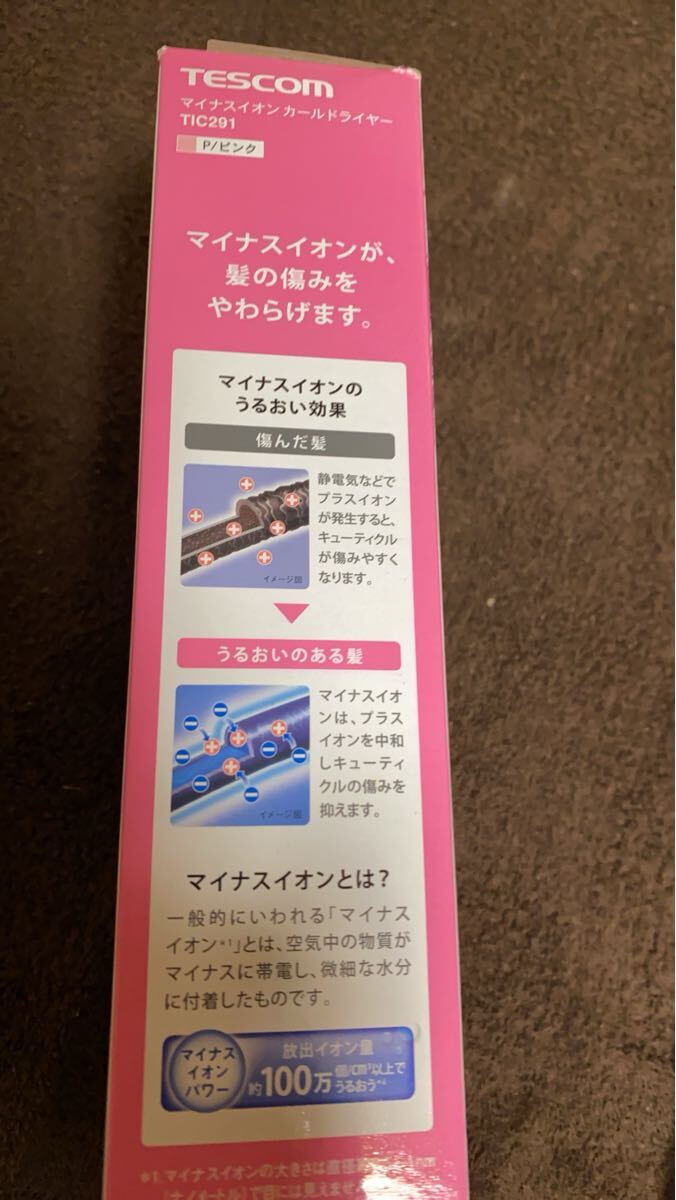 TESCOM
マイナスイオン カールドライヤー
TIC291
P/ピンク
マイナスイオンが、
髪の傷みを
やわらげます。
マイナスイオンの
うるおい効果
傷んだ髪
静電気などで
プラスイオン
が発生すると、
キューティクル
が傷みやすく
なります。
イメージ図
うるおいのある髪
マイナスイオ
ンは、プラス
イオンを中和
しキューティ
クルの傷みを
抑えます。
イメージ図
マイナスイオンとは?
一般的にいわれる「マイナス
イオン*1」とは、空気中の物質が
マイナスに帯電し、微細な水分
に付着したものです。
マイナス
イオン
パワー
放出イオン量
約100万個/cm³以上で
うるおう*2
*1.マイナスイオンの大きさは直径